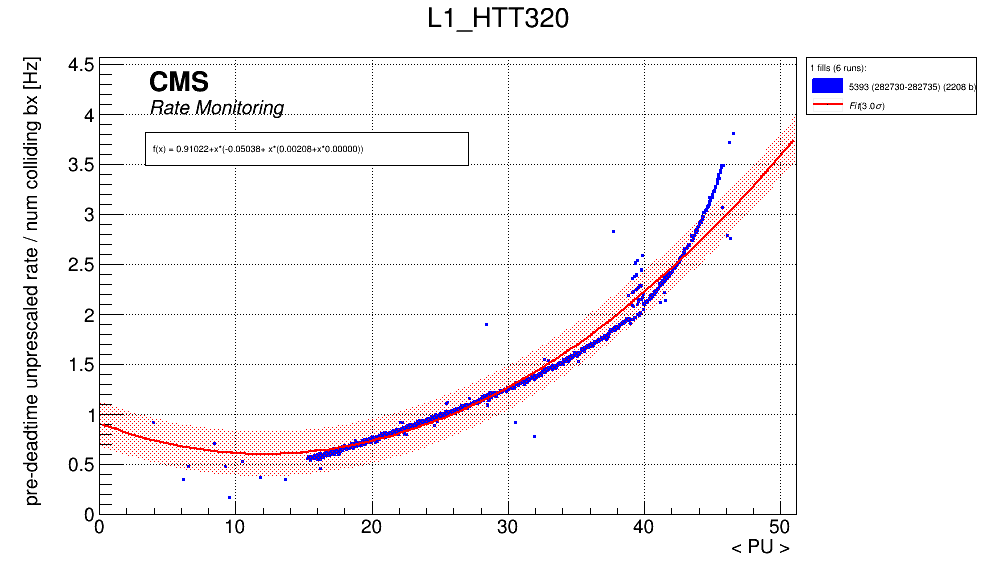 L1_HTT320
pre-deadtime unprescaled rate / num colliding bx [Hz]
4.5
4
3.5
3
2.5
2
1.5
1
0.5
0
CMS
Rate Monitoring
f(x) = 0.91022+x*(-0.05038+ x*(0.00208+x*0.00000))
1 fills (6 runs):
5393 (282730-282735) (2208 b)
Fit(3.0σ)
0 10 20 30 40 50
< PU >